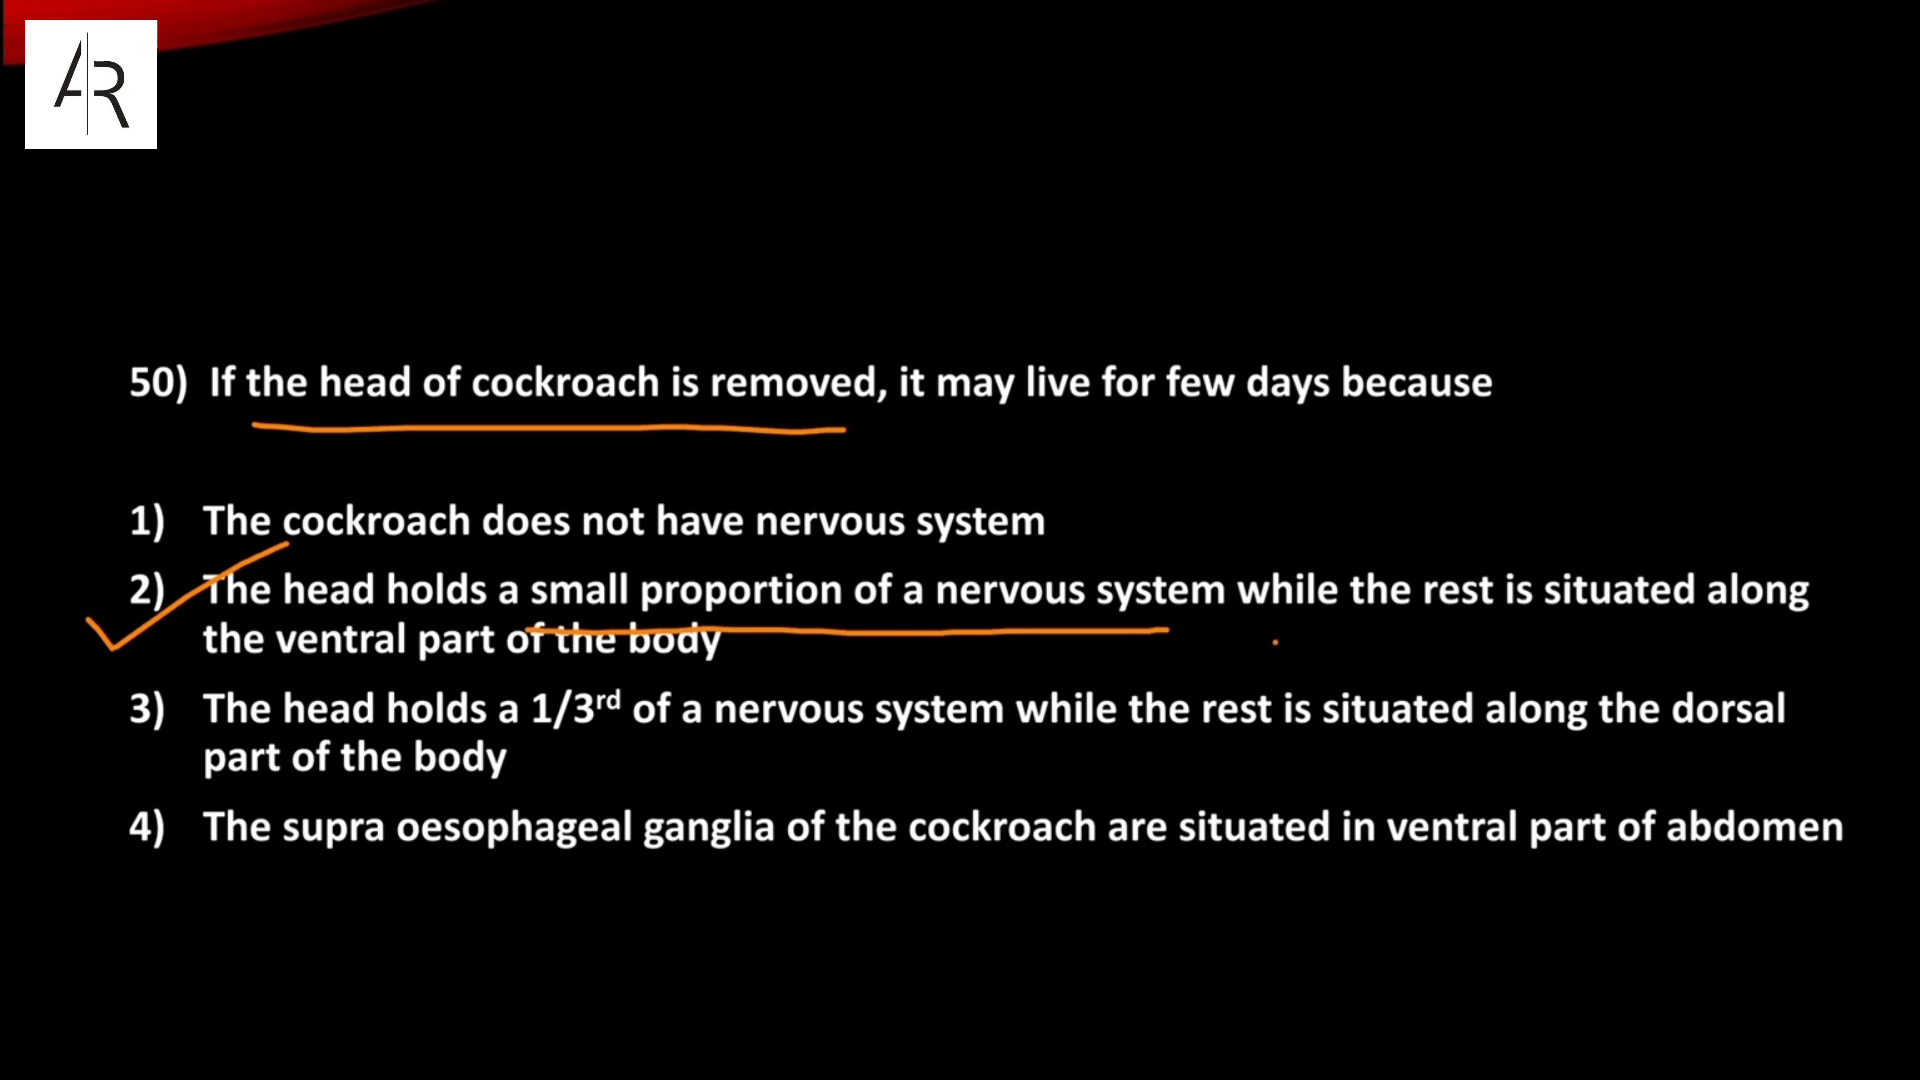 AR
50) If the head of cockroach is removed, it may live for few days because
1) The cockroach does not have nervous system
2) The head holds a small proportion of a nervous system while the rest is situated along
the ventral part of the body
3) The head holds a 1/3rd of a nervous system while the rest is situated along the dorsal
part of the body
4) The supra oesophageal ganglia of the cockroach are situated in ventral part of abdomen